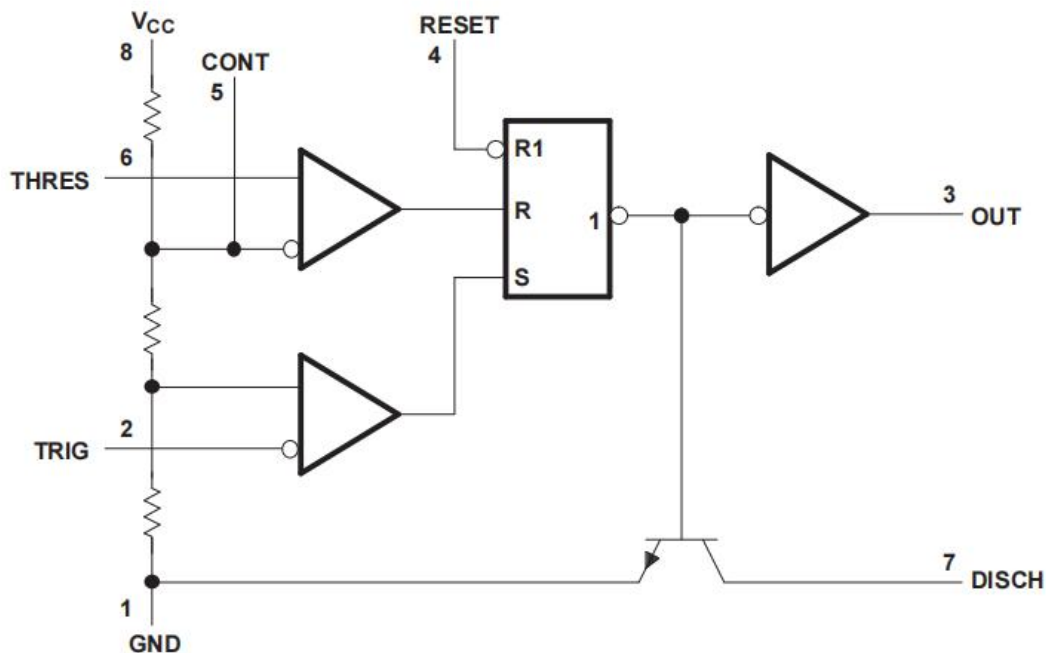 VCC
8
CONT
5
RESET
4
6
THRES
R1
R
1
S
3
OUT
2
TRIG
7
DISCH
1
GND